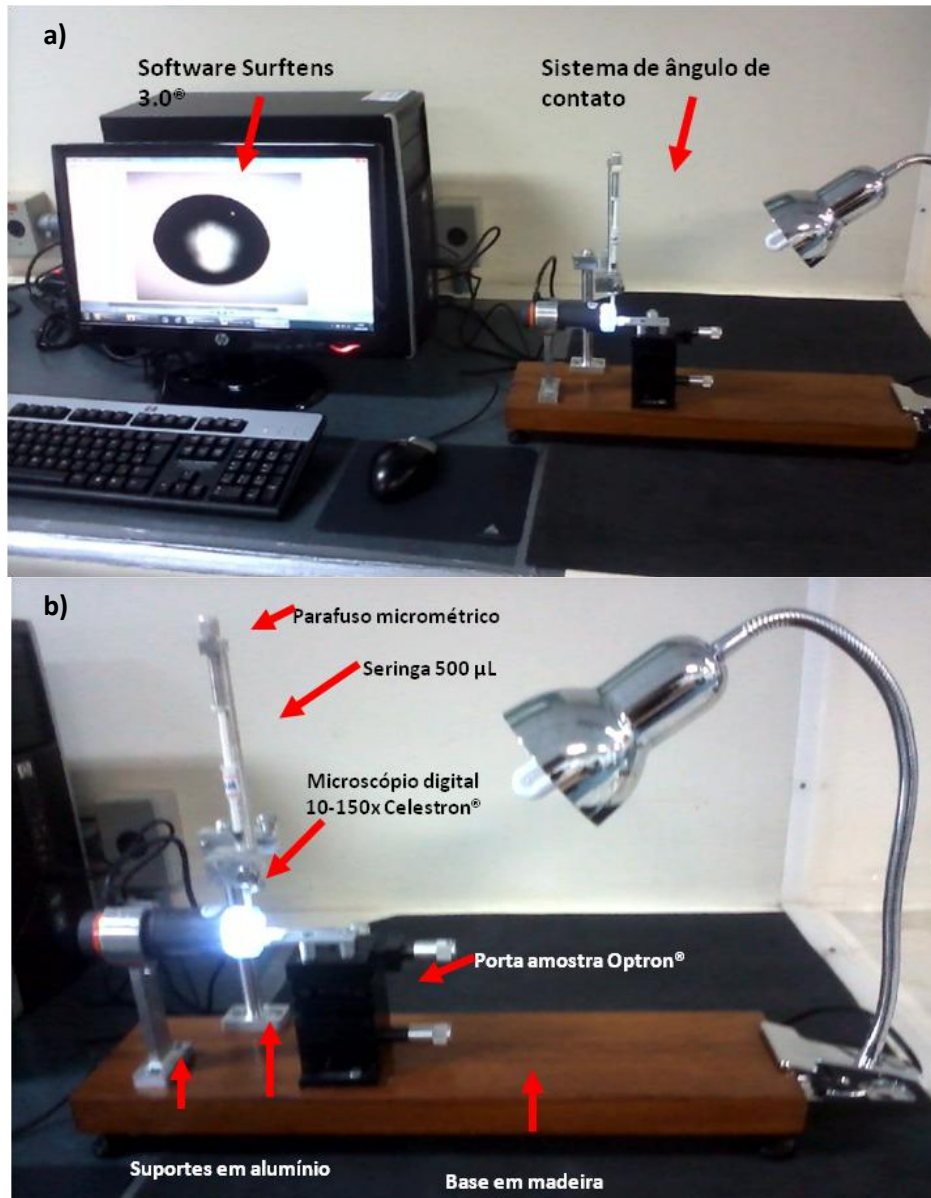 a)
Software Surftens
3.0®
Sistema de ângulo de
contato
hp
b)
Parafuso micrométrico
Seringa 500 µL
Microscópio digital
10-150x Celestron®
Porta amostra Optron®
Suportes em alumínio
Base em madeira